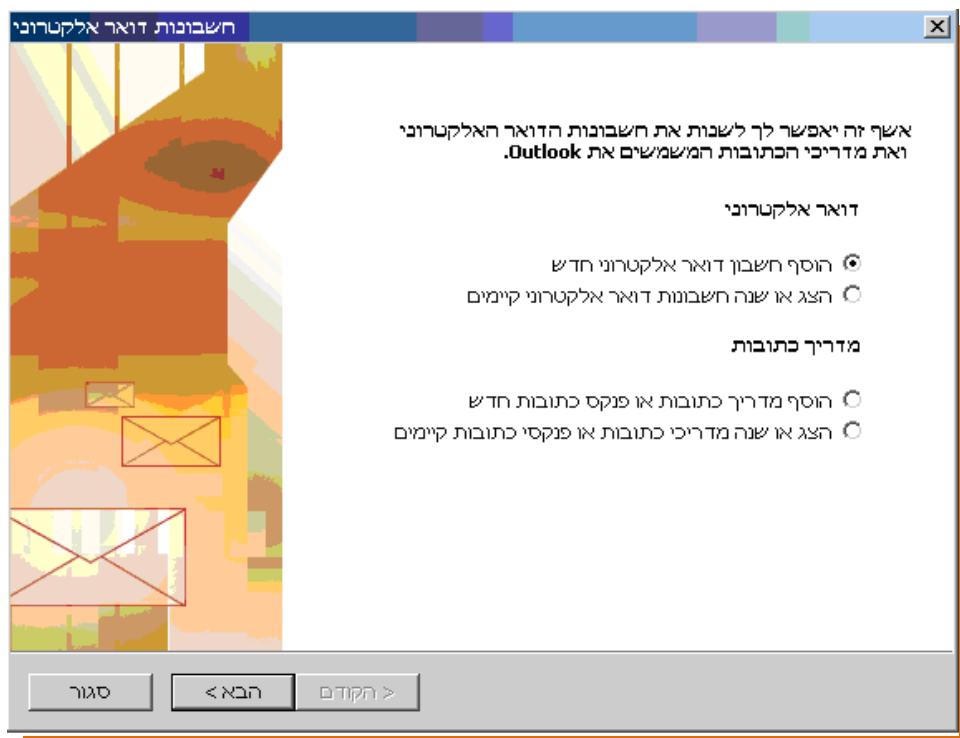 חשבונות דואר אלקטרוני
אשף זה יאפשר לך לשנות את חשבונות הדואר האלקטרוני
ואת מדריכי הכתובות המשמשים את Outlook.
דואר אלקטרוני
הוסף חשבון דואר אלקטרוני חדש
הצג או שנה חשבונות דואר אלקטרוני קיימים
מדריך כתובות
הוסף מדריך כתובות או פנקס כתובות חדש
הצג או שנה מדריכי כתובות או פנקסי כתובות קיימים
< הקודם
הבא >
סגור